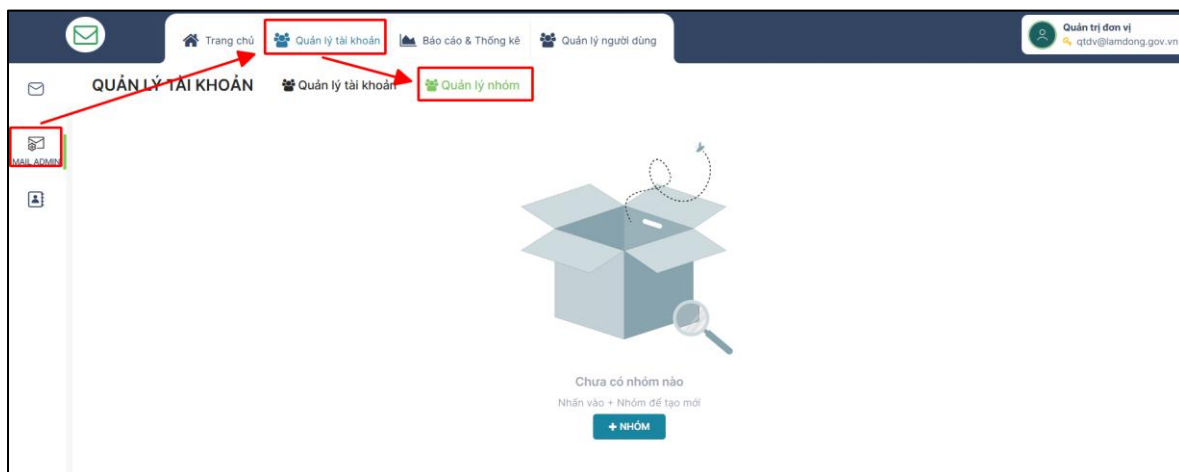 Trang chủ
Quản lý tài khoản
Báo cáo & Thống kê
Quản lý người dùng
Quản trị đơn vị
qtdv@lamdong.gov.vn
QUẢN LÝ TÀI KHOẢN
Quản lý tài khoản
Quản lý nhóm
MAIL ADMIN
Chưa có nhóm nào
Nhấn vào + Nhóm để tạo mới
+ NHÓM